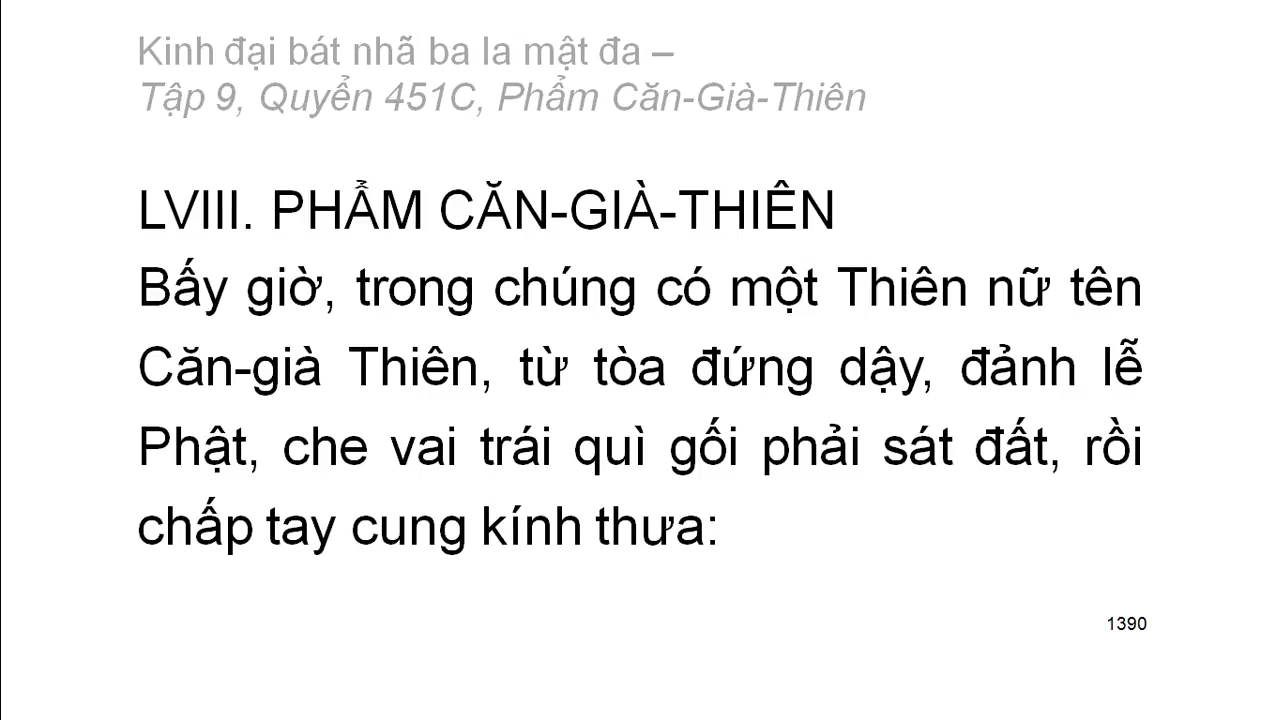 Kinh đại bát nhã ba la mật đa –
Tập 9, Quyển 451C, Phẩm Căn-Già-Thiên
LVIII. PHẨM CĂN-GIÀ-THIÊN
Bấy giờ, trong chúng có một Thiên nữ tên
Căn-già Thiên, từ tòa đứng dậy, đảnh lễ
Phật, che vai trái quì gối phải sát đất, rồi
chấp tay cung kính thưa:
1390